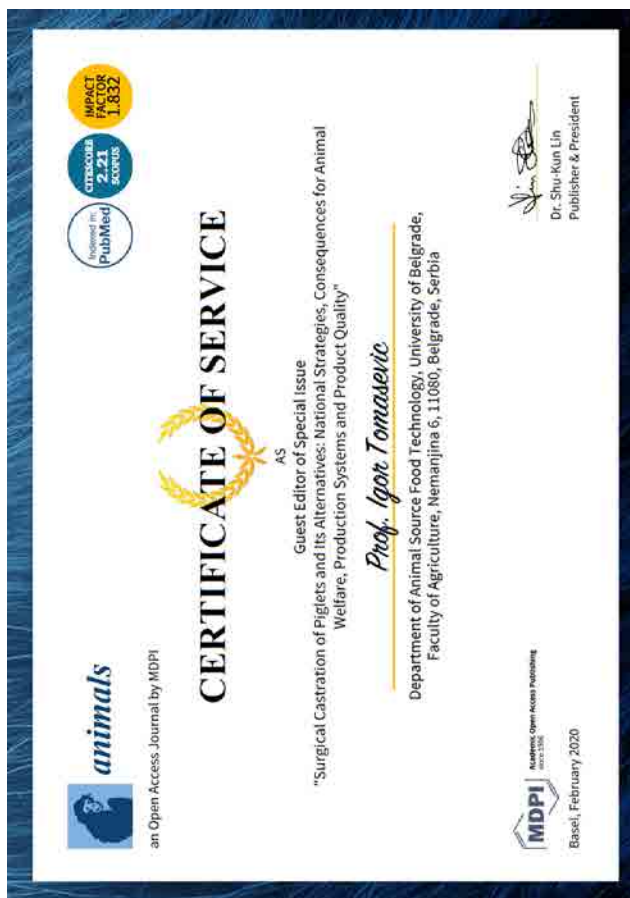 animals
an Open Access Journal by MDPI
Indexed in:
PubMed
CITESCORE
2.21
SCOPUS
IMPACT
FACTOR
1.832
CERTIFICATE OF SERVICE
AS
Guest Editor of Special Issue
"Surgical Castration of Piglets and Its Alternatives: National Strategies, Consequences for Animal
Welfare, Production Systems and Product Quality"
Prof. Igor Tomasevic
Department of Animal Source Food Technology, University of Belgrade,
Faculty of Agriculture, Nemanjina 6, 11080, Belgrade, Serbia
MDPI
Academic Open Access Publishing
since 1996
Basel, February 2020
Dr. Shu-Kun Lin
Publisher & President